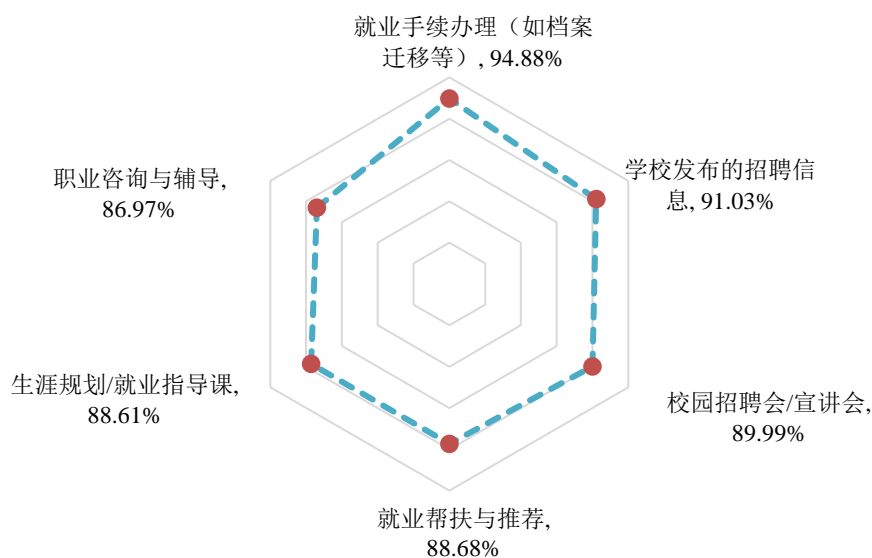 就业手续办理（如档案
迁移等）, 94.88%
学校发布的招聘信
息, 91.03%
校园招聘会/宣讲会,
89.99%
就业帮扶与推荐,
88.68%
生涯规划/就业指导课,
88.61%
职业咨询与辅导,
86.97%